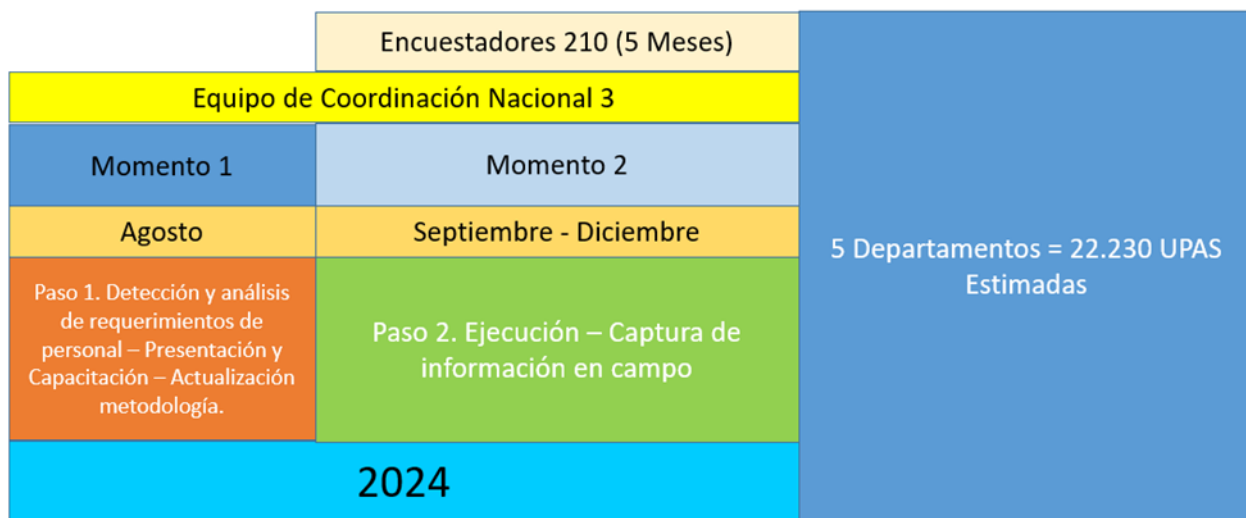 Encuestadores 210 (5 Meses)
Equipo de Coordinación Nacional 3
Momento 1
Momento 2
Agosto
Septiembre - Diciembre
Paso 1. Detección y análisis
de requerimientos de
personal – Presentación y
Capacitación – Actualización
metodología.
Paso 2. Ejecución – Captura de
información en campo
2024
5 Departamentos = 22.230 UPAS
Estimadas